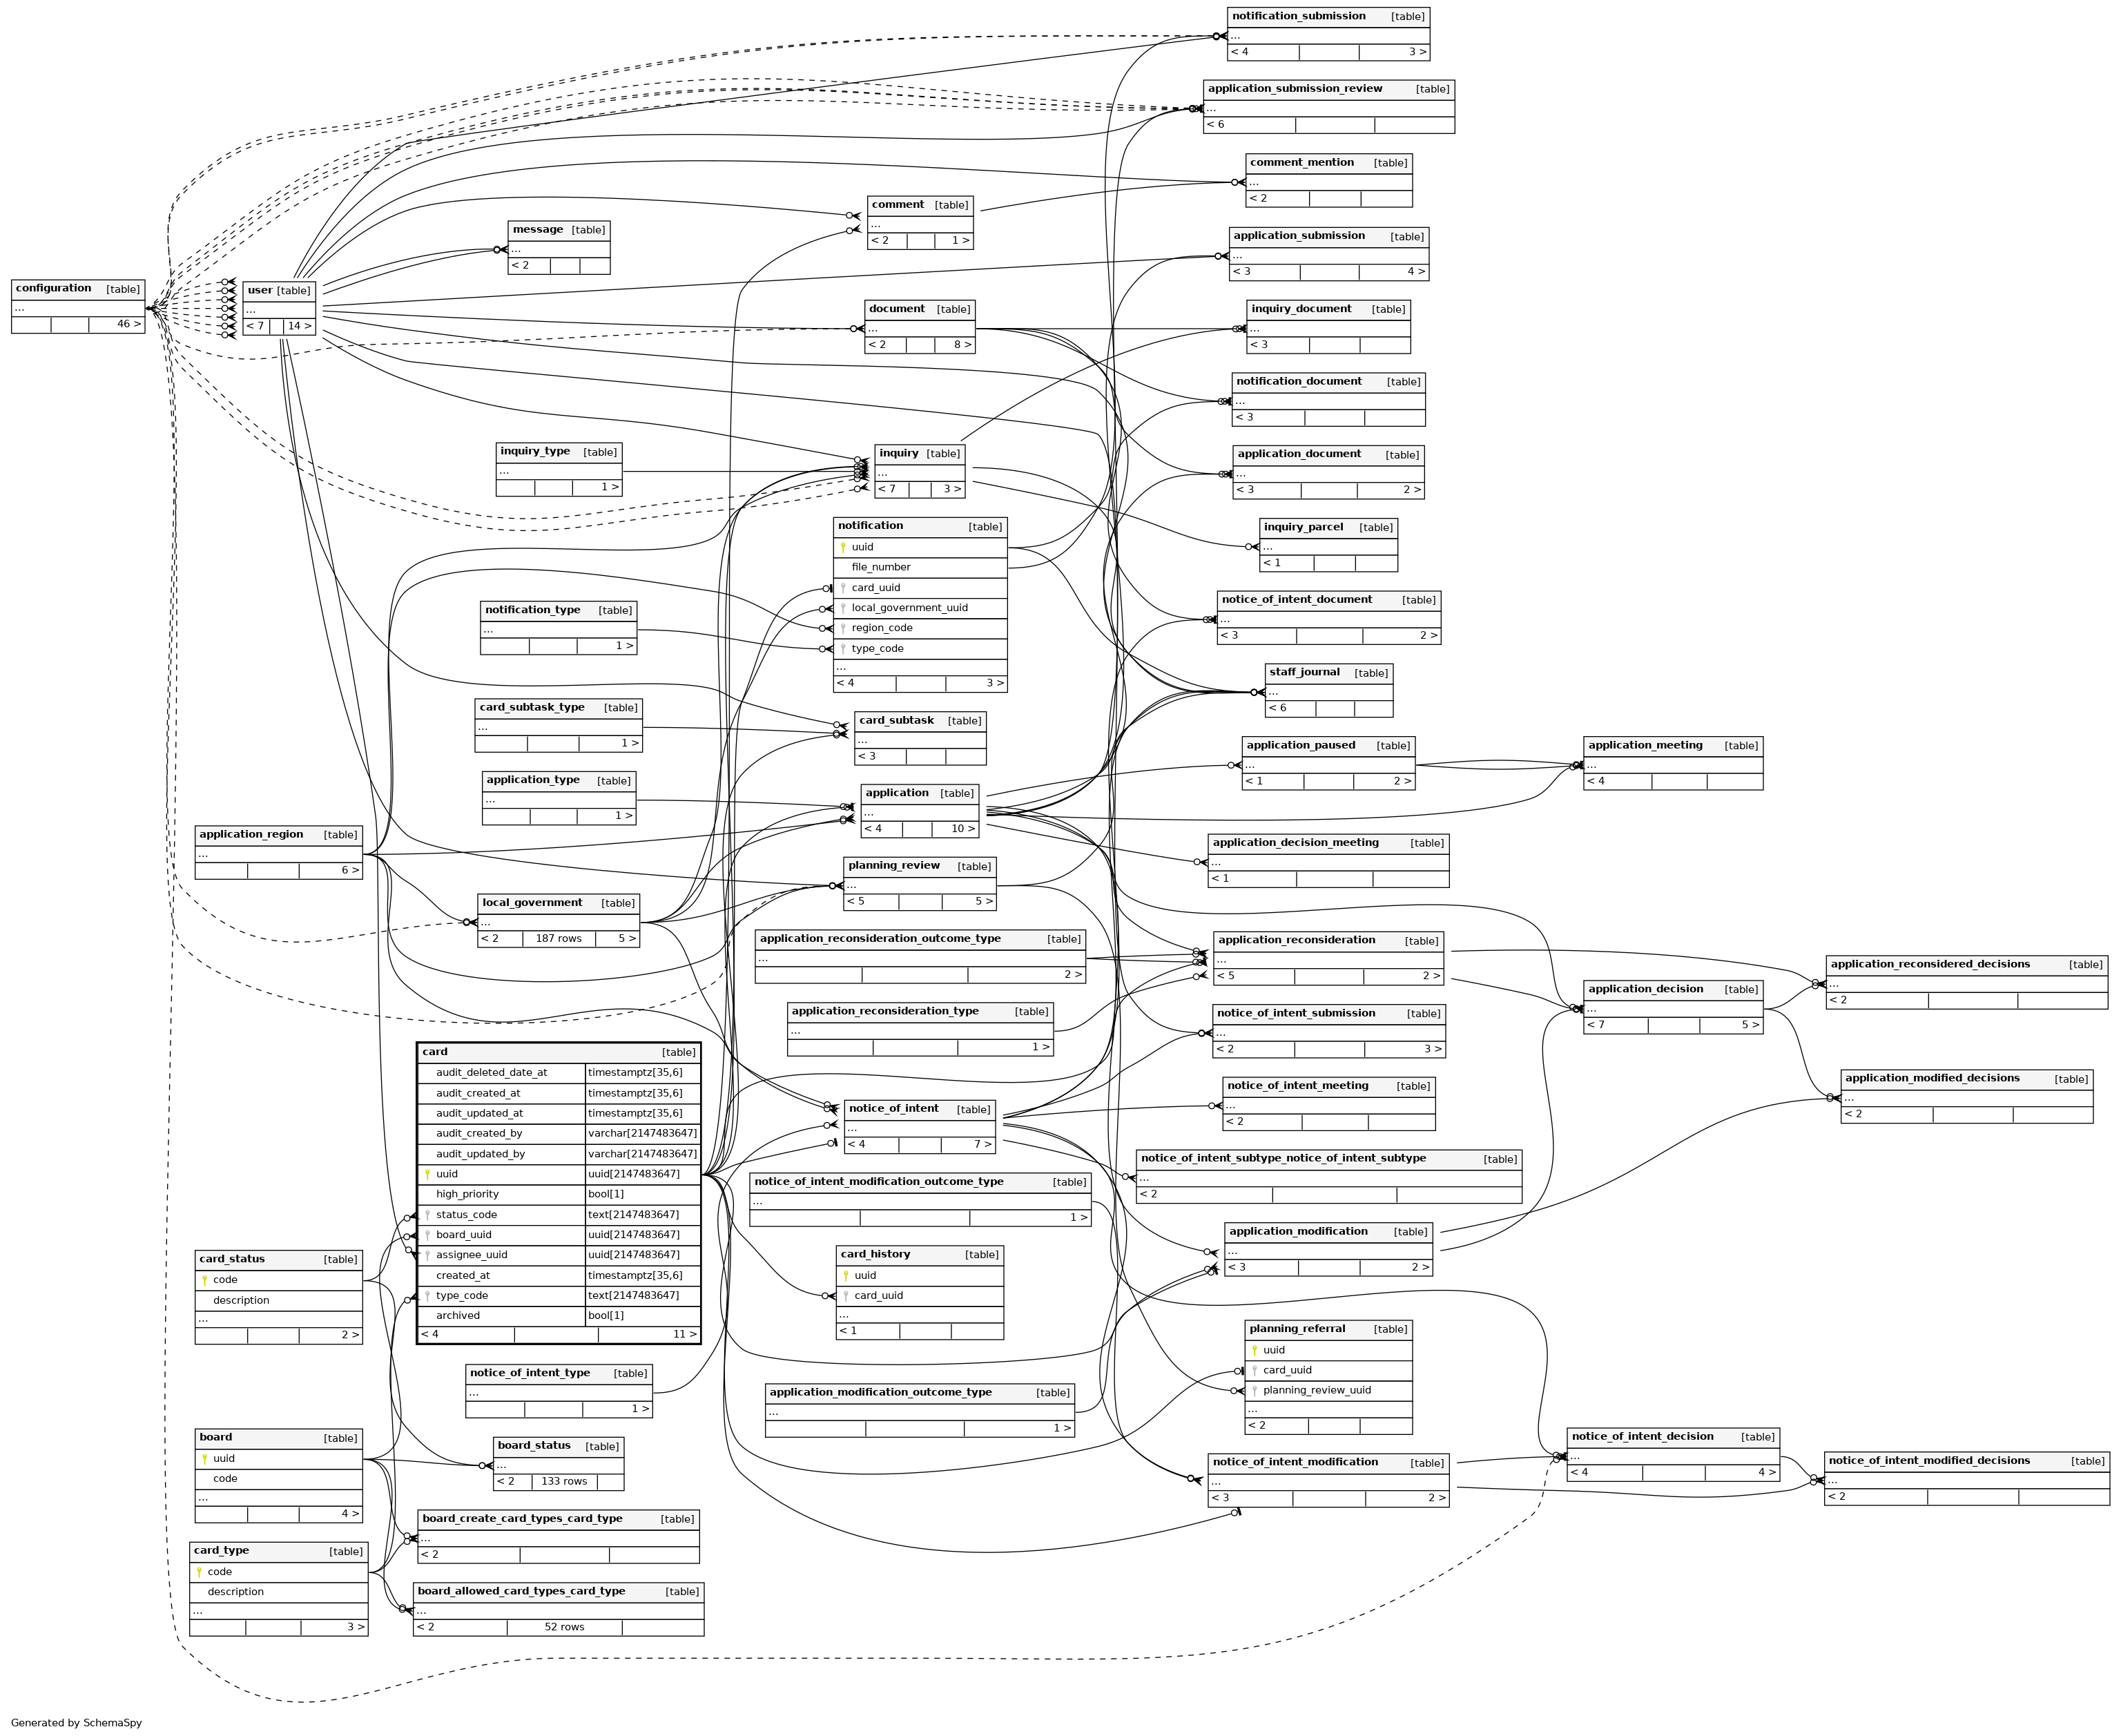 notification_submission [table]
...
< 4 3 >
application_submission_review [table]
...
< 6
comment_mention [table]
...
< 2
comment [table]
...
< 2 1 >
message [table]
...
< 2
application_submission [table]
...
< 3 4 >
configuration [table]
...
46 >
user [table]
...
< 7 14 >
document [table]
...
< 2 8 >
inquiry_document [table]
...
< 3
notification_document [table]
...
< 3
inquiry_type [table]
...
1 >
inquiry [table]
...
< 7 3 >
application_document [table]
...
< 3 2 >
notification [table]
uuid
file_number
card_uuid
local_government_uuid
region_code
type_code
...
< 4 3 >
inquiry_parcel [table]
...
< 1
notification_type [table]
...
1 >
notice_of_intent_document [table]
...
< 3 2 >
staff_journal [table]
...
< 6
card_subtask_type [table]
...
1 >
card_subtask [table]
...
< 3
application_paused [table]
...
< 1 2 >
application_meeting [table]
...
< 4
application_type [table]
...
1 >
application [table]
...
< 4 10 >
application_region [table]
...
6 >
application_decision_meeting [table]
...
< 1
planning_review [table]
...
< 5 5 >
local_government [table]
...
< 2 187 rows 5 >
application_reconsideration_outcome_type [table]
...
2 >
application_reconsideration [table]
...
< 5 2 >
application_reconsidered_decisions [table]
...
< 2
application_decision [table]
...
< 7 5 >
application_reconsideration_type [table]
...
1 >
notice_of_intent_submission [table]
...
< 2 3 >
card [table]
audit_deleted_date_at timestamptz[35,6]
audit_created_at timestamptz[35,6]
audit_updated_at timestamptz[35,6]
audit_created_by varchar[2147483647]
audit_updated_by varchar[2147483647]
uuid uuid[2147483647]
high_priority bool[1]
status_code text[2147483647]
board_uuid uuid[2147483647]
assignee_uuid uuid[2147483647]
created_at timestamptz[35,6]
type_code text[2147483647]
archived bool[1]
< 4 11 >
notice_of_intent_meeting [table]
...
< 2
application_modified_decisions [table]
...
< 2
notice_of_intent [table]
...
< 4 7 >
notice_of_intent_subtype_notice_of_intent_subtype [table]
...
< 2
notice_of_intent_modification_outcome_type [table]
...
1 >
application_modification [table]
...
< 3 2 >
card_status [table]
code
description
...
2 >
card_history [table]
uuid
card_uuid
...
< 1
planning_referral [table]
uuid
card_uuid
planning_review_uuid
...
< 2
notice_of_intent_type [table]
...
1 >
application_modification_outcome_type [table]
...
1 >
board [table]
uuid
code
...
4 >
board_status [table]
...
< 2 133 rows
notice_of_intent_modification [table]
...
< 3 2 >
notice_of_intent_decision [table]
...
< 4 4 >
notice_of_intent_modified_decisions [table]
...
< 2
board_create_card_types_card_type [table]
...
< 2
card_type [table]
code
description
...
3 >
board_allowed_card_types_card_type [table]
...
< 2 52 rows
Generated by SchemaSpy